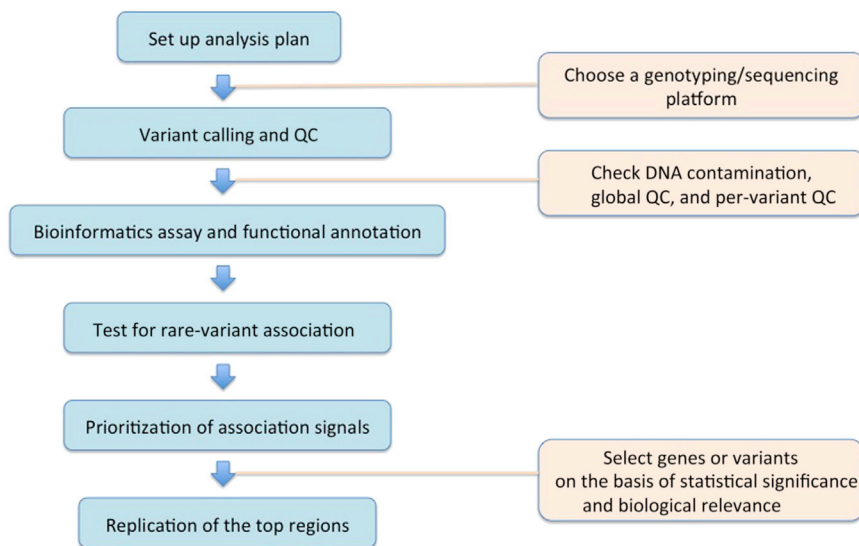 Set up analysis plan
Choose a genotyping/sequencing
platform
Variant calling and QC
Check DNA contamination,
global QC, and per-variant QC
Bioinformatics assay and functional annotation
Test for rare-variant association
Prioritization of association signals
Select genes or variants
on the basis of statistical significance
and biological relevance
Replication of the top regions